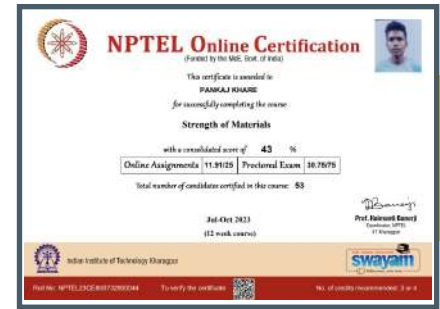 NPTEL Online Certification
(Funded by the MoE, Govt. of India)
This certificate is awarded to
PANKAJ KHARE
for successfully completing the course
Strength of Materials
with a consolidated score of 43 %
Online Assignments 11.91/25 Proctored Exam 30.75/75
Total number of candidates certified in this course: 53
Jul-Oct 2023
(12 week course)
Prof. Haimanti Banerji
Coordinator, NPTEL
IIT Kharagpur
Indian Institute of Technology Kharagpur
swayam
Roll No: To verify the certificate No. of credits recommended: 3 or 4